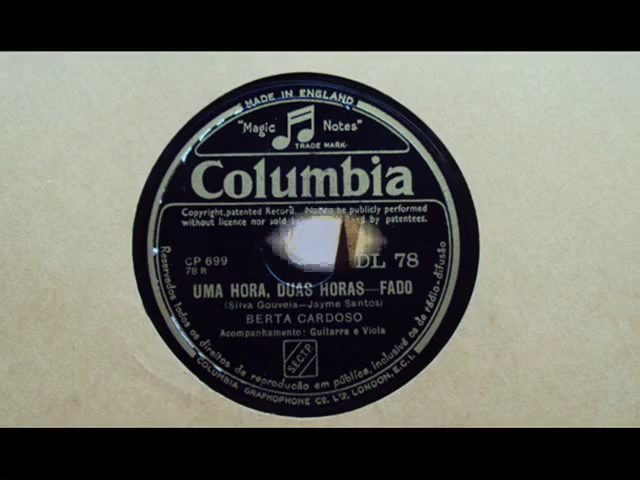 MADE IN ENGLAND
"Magic Notes"
TRADE MARK.
Columbia
Copyright, patented Record. Not to be publicly performed
without licence nor sold by patentees.
CP 699
78 R
DL 78
UMA HORA, DUAS HORAS—FADO
(Silva Gouveia—Jayme Santos)
BERTA CARDOSO
Acompanhamento: Guitarra e Viola
S.E.C.T.P.
Reservados todos os direitos de reprodução em público, inclusivé os de rádio-difusão
COLUMBIA GRAPHOPHONE CO. LTD. LONDON, E.C.1.